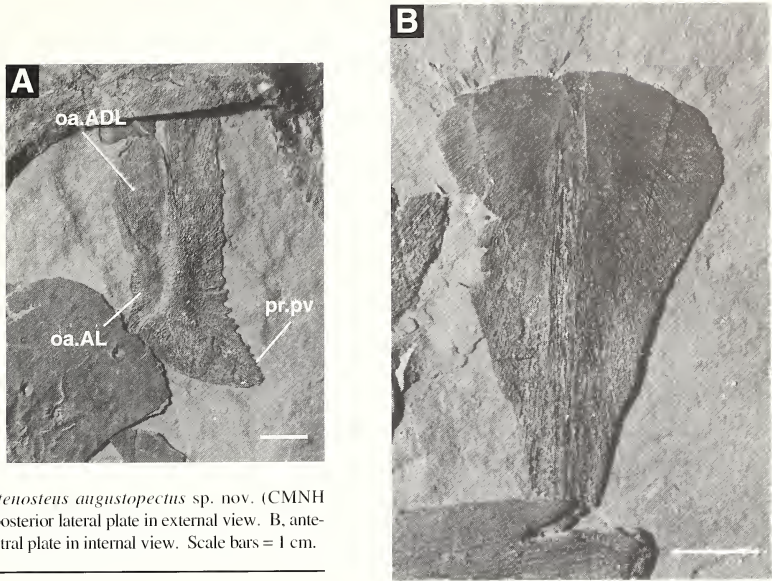 A
oa.ADL
oa.AL
pr.pv
B
tenosteus augustopectus sp. nov. (CMNH
osterior lateral plate in external view. B, ante-
tral plate in internal view. Scale bars = 1 cm.